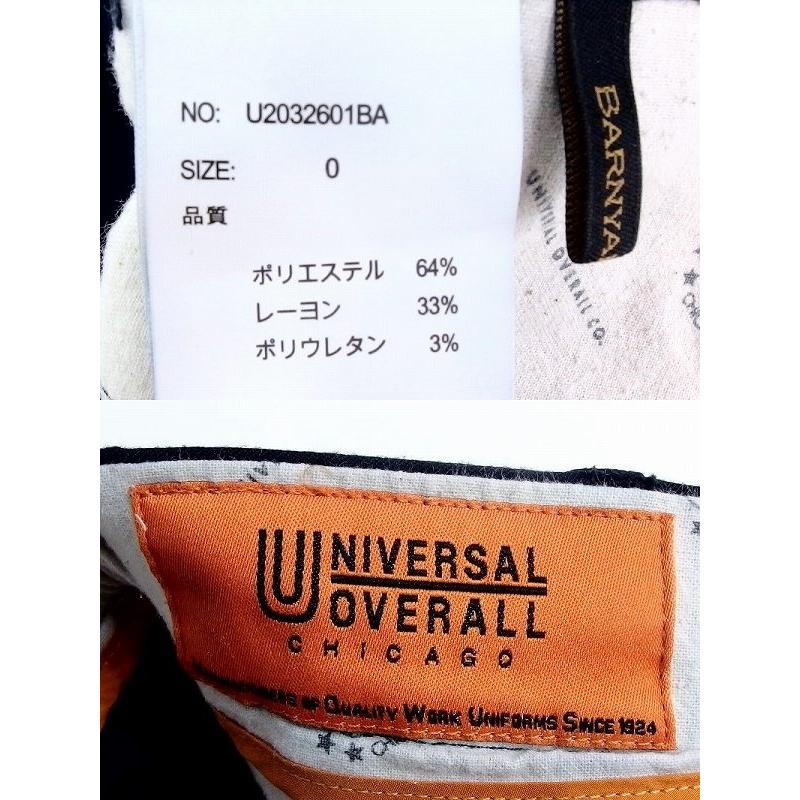 NO: U2032601BA
SIZE: 0
品質
ポリエステル 64%
レーヨン 33%
ポリウレタン 3%
BARNYA
UNIVERSAL OVERALL CO.
UNIVERSAL
OVERALL
CHICAGO
OF QUALITY WORK UNIFORMS SINCE 1924